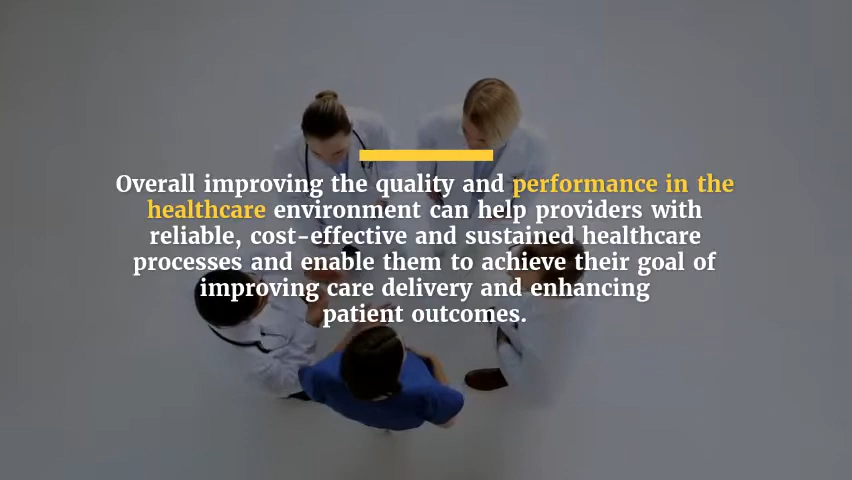 Overall improving the quality and performance in the
healthcare environment can help providers with
reliable, cost-effective and sustained healthcare
processes and enable them to achieve their goal of
improving care delivery and enhancing
patient outcomes.